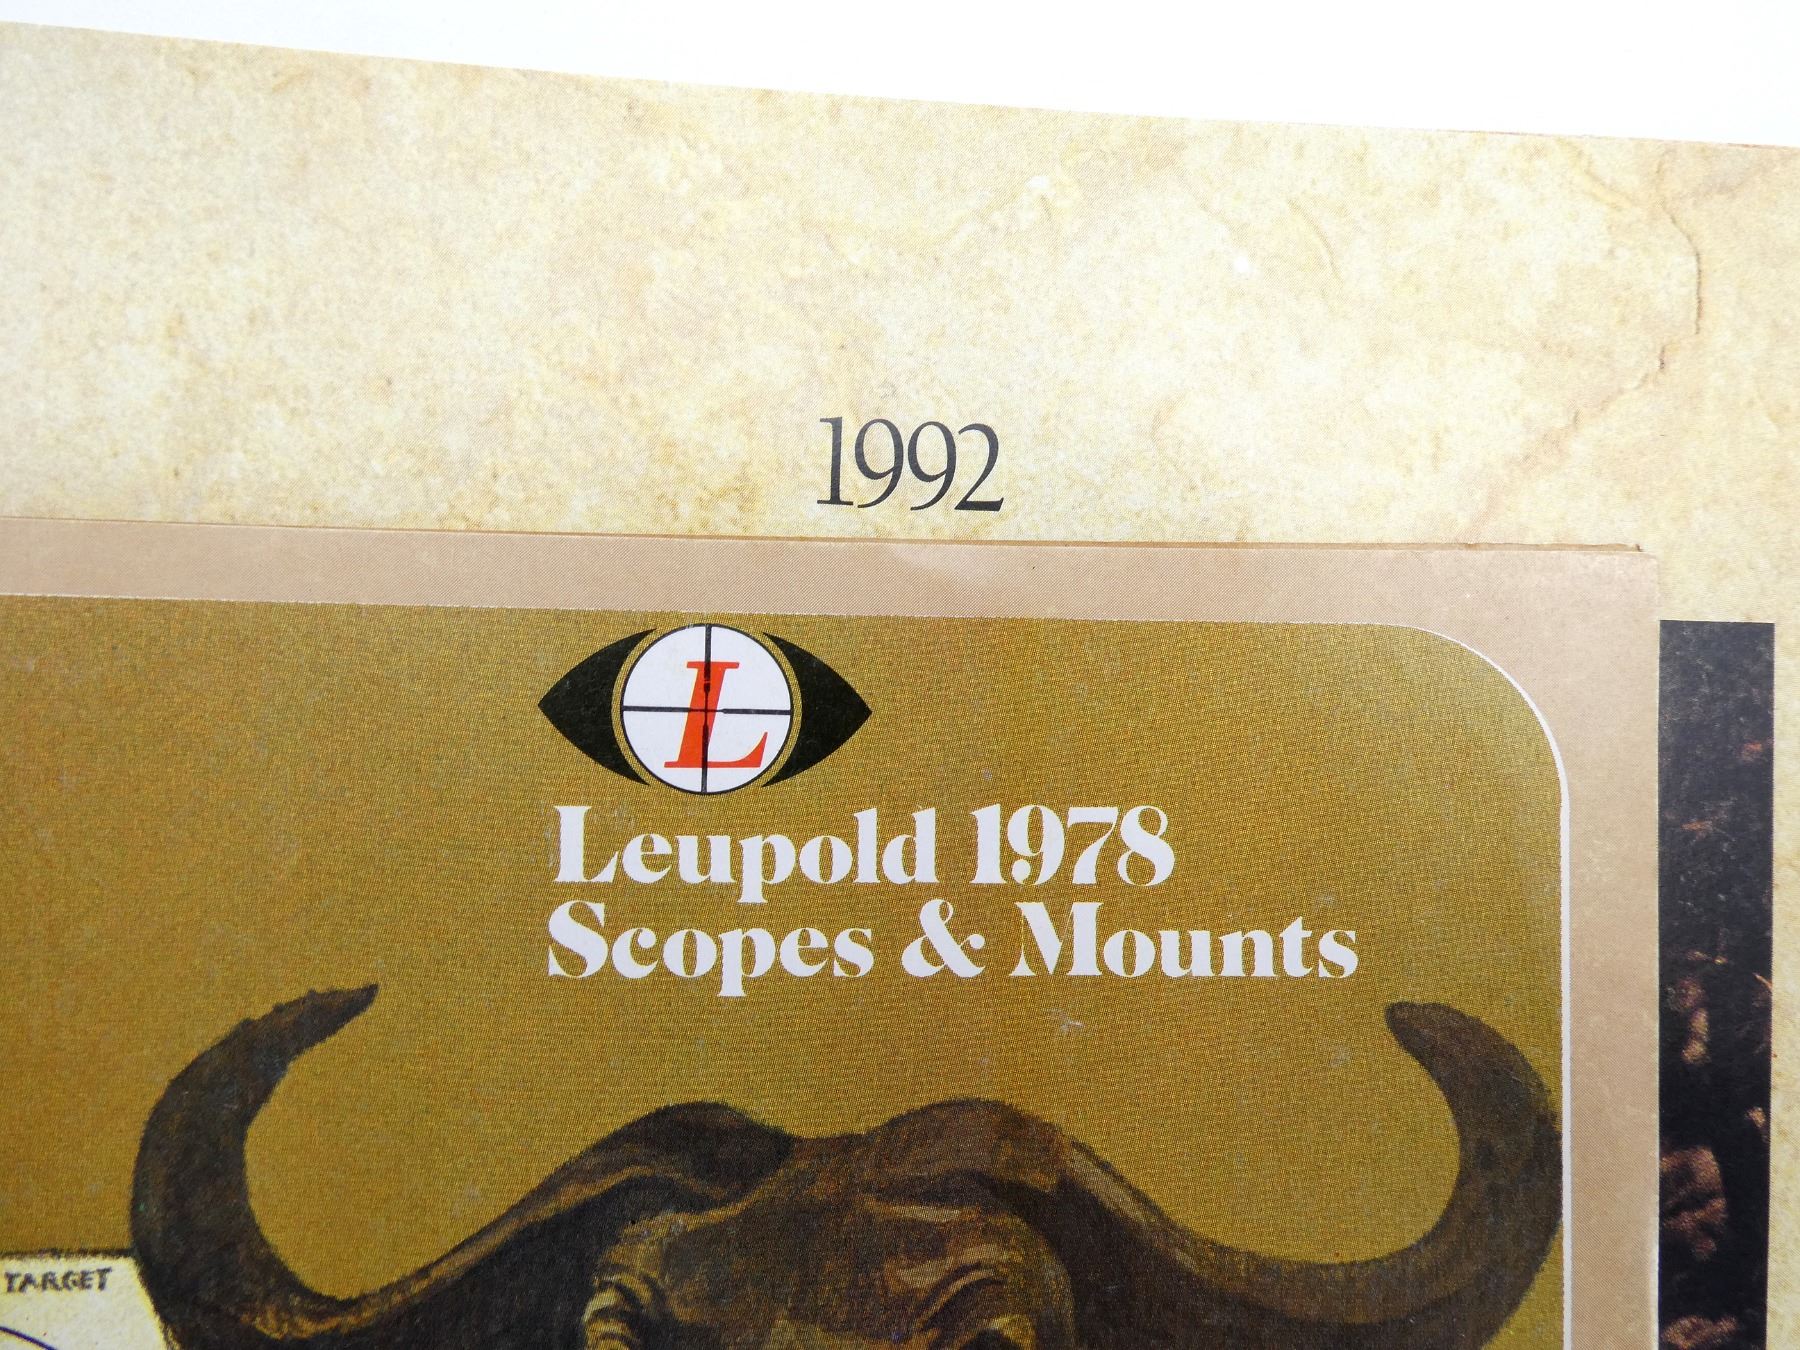 1992
L
Leupold 1978
Scopes & Mounts
TARGET